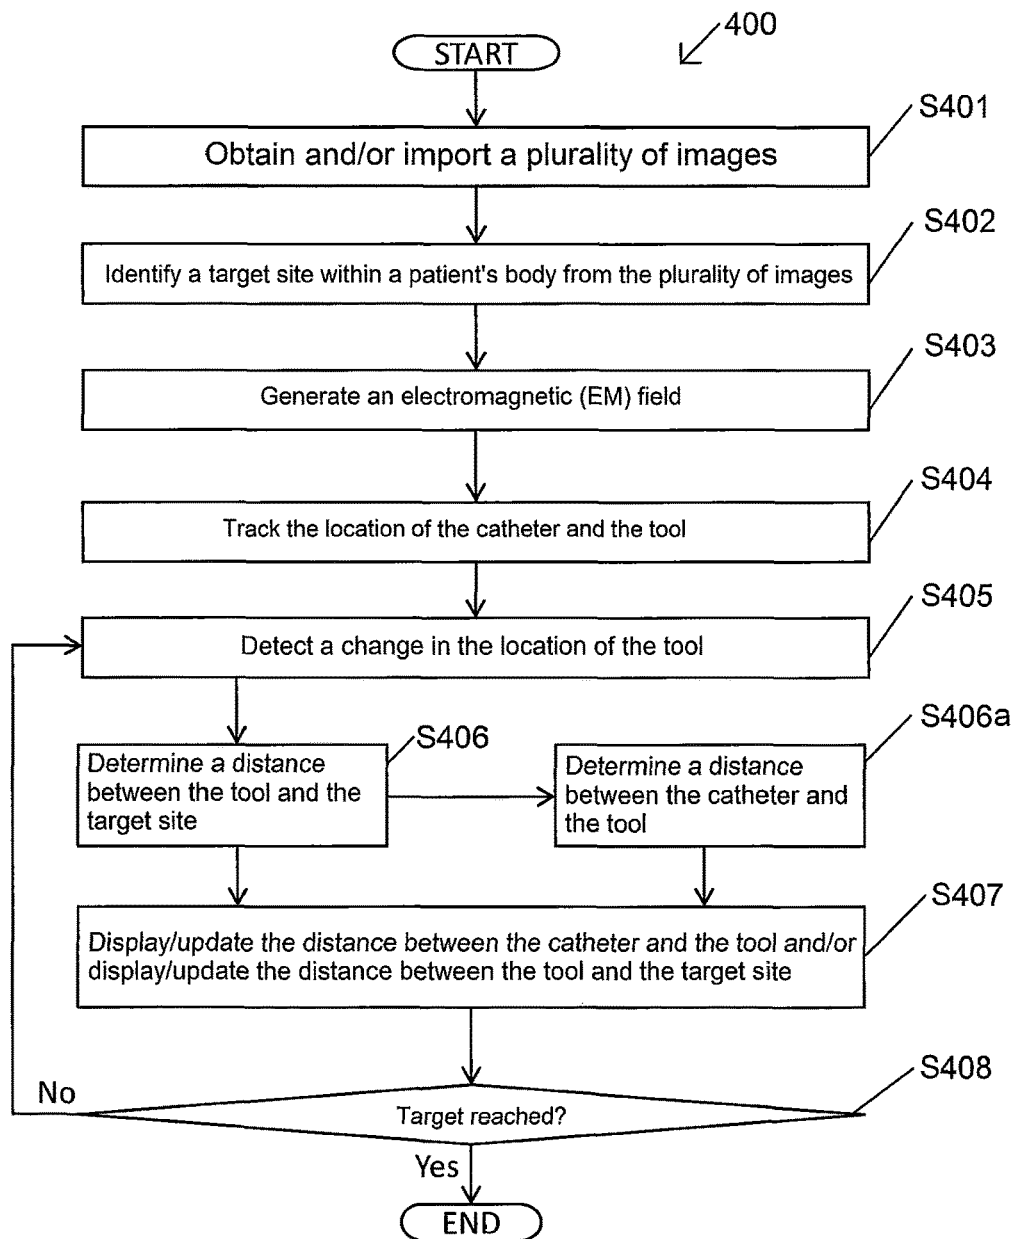 400
START
S401
Obtain and/or import a plurality of images
S402
Identify a target site within a patient's body from the plurality of images
S403
Generate an electromagnetic (EM) field
S404
Track the location of the catheter and the tool
S405
Detect a change in the location of the tool
S406
S406a
Determine a distance
between the tool and the
target site
Determine a distance
between the catheter and
the tool
S407
Display/update the distance between the catheter and the tool and/or
display/update the distance between the tool and the target site
S408
No
Target reached?
Yes
END